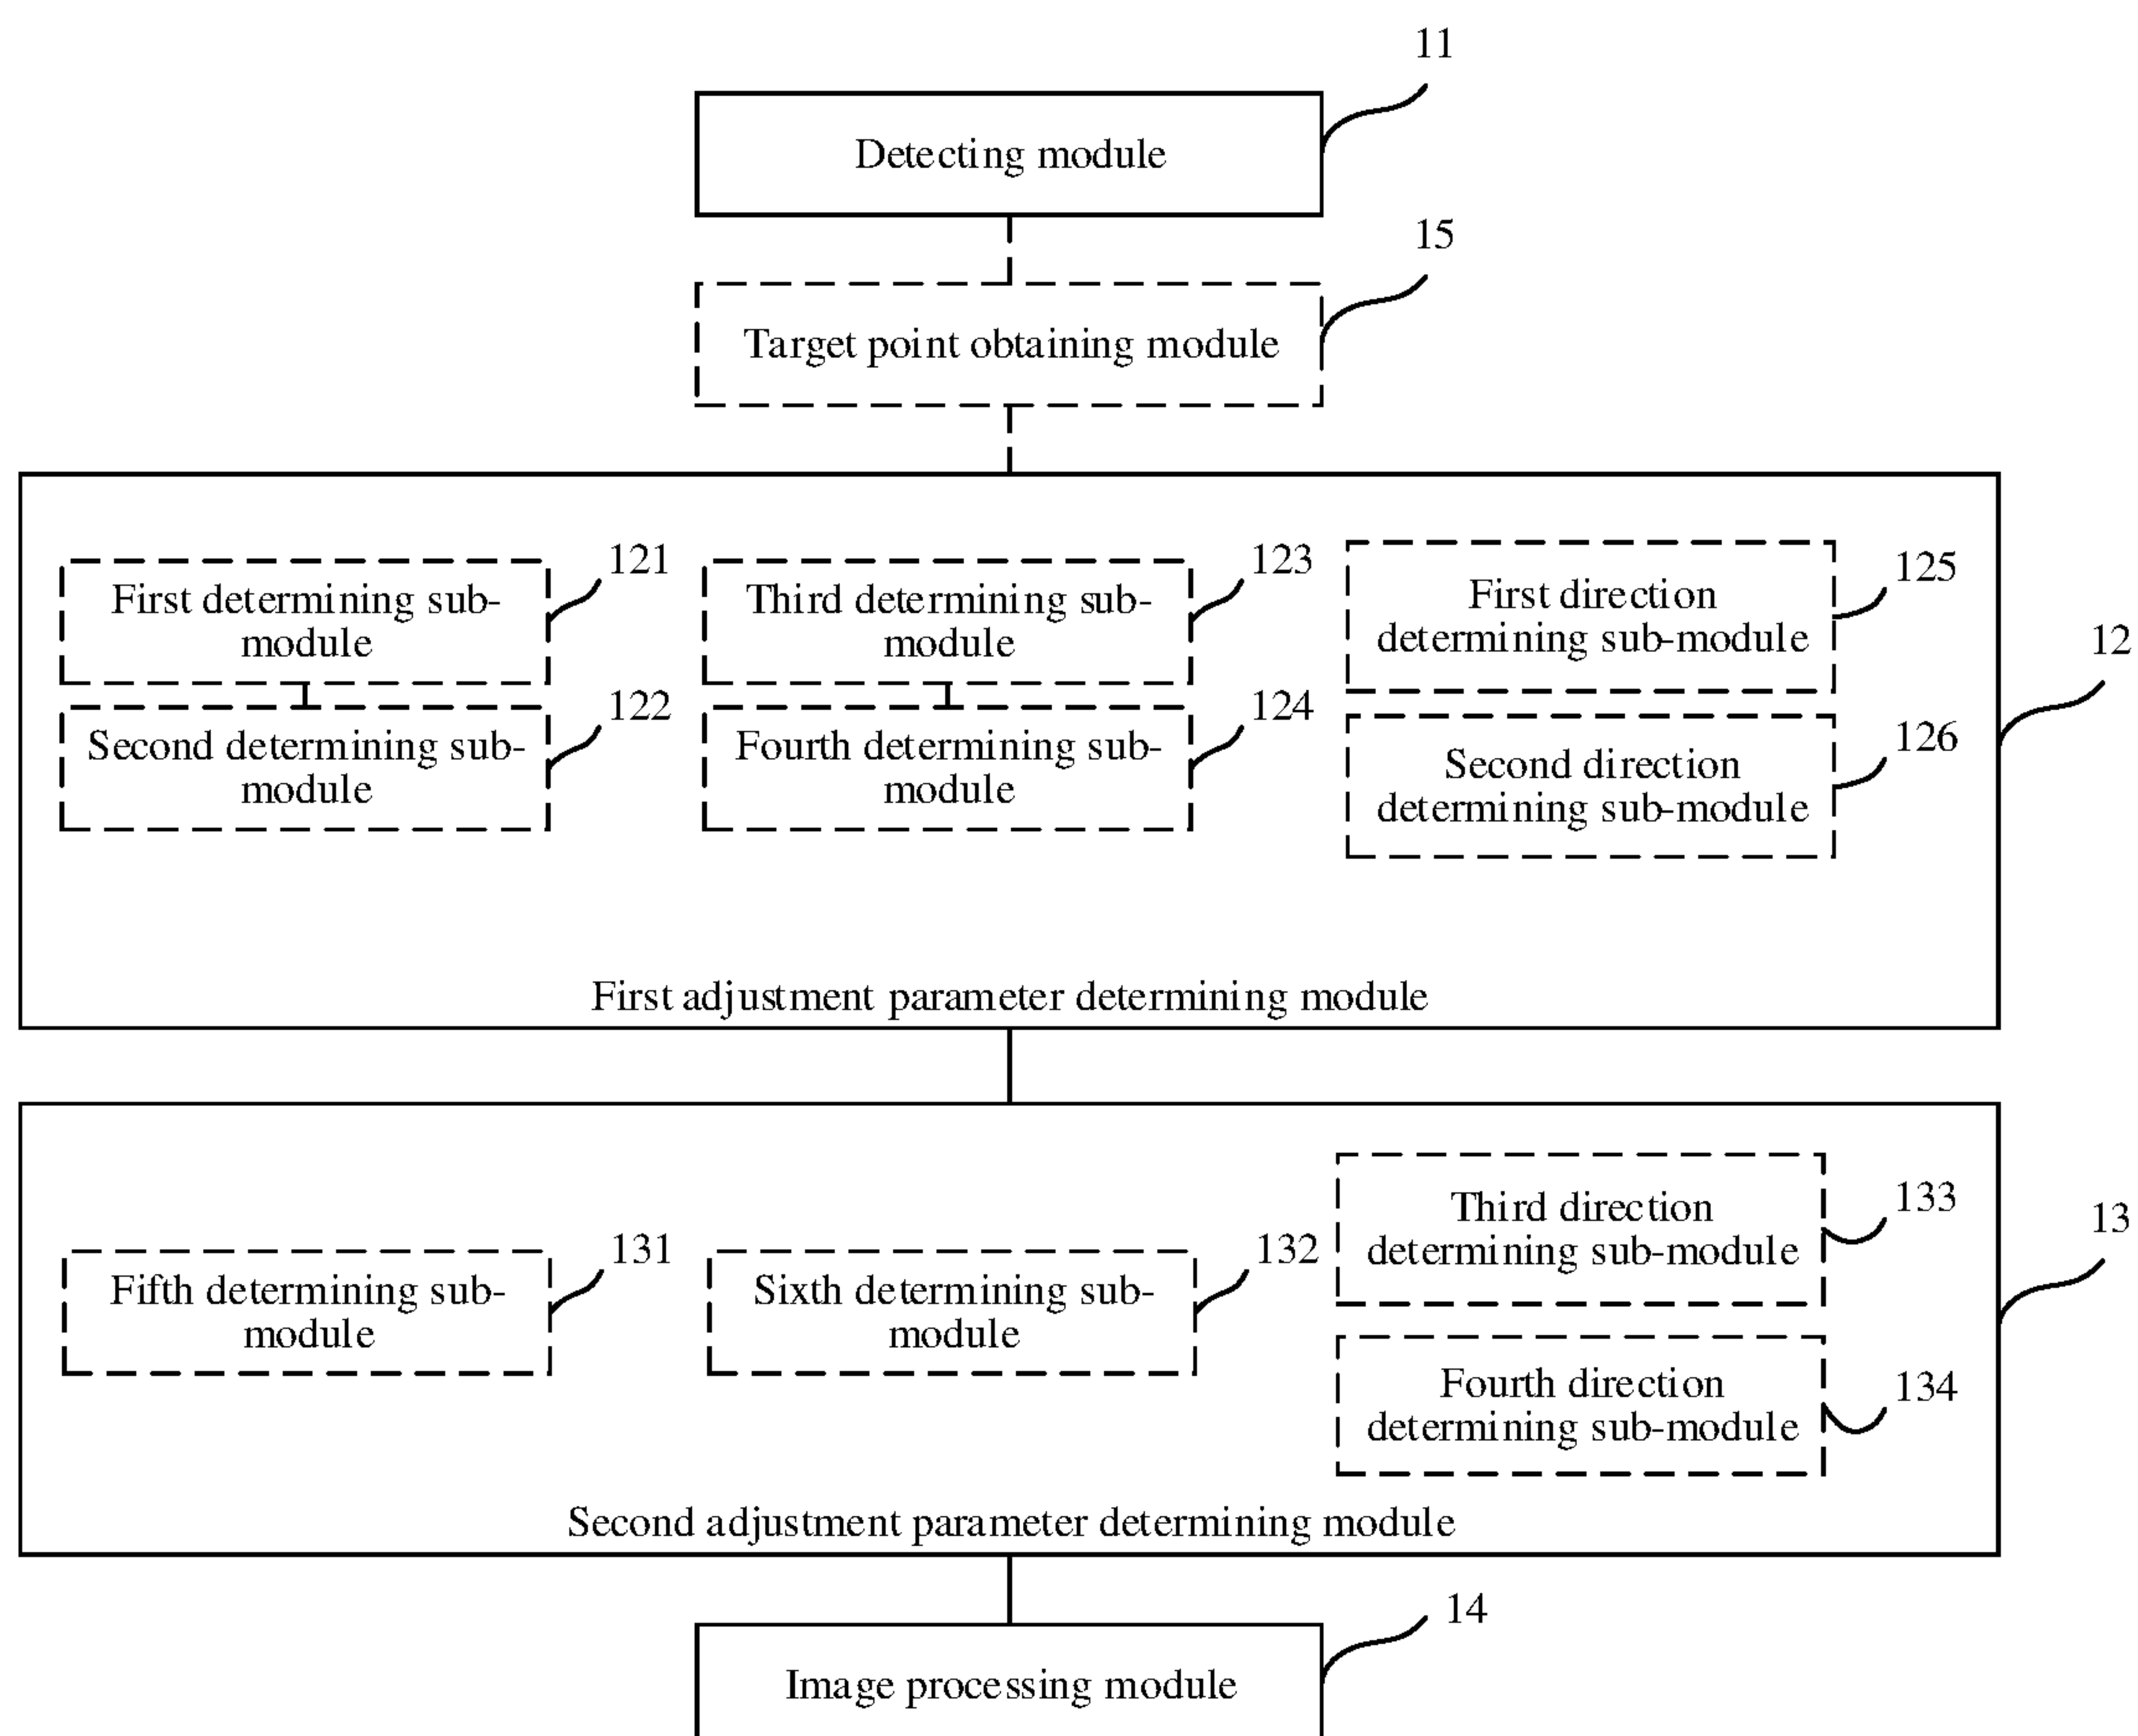 11
Detecting module
15
Target point obtaining module
121
First determining sub-
module
123
Third determining sub-
module
125
First direction
determining sub-module
12
122
Second determining sub-
module
124
Fourth determining sub-
module
126
Second direction
determining sub-module
First adjustment parameter determining module
131
Fifth determining sub-
module
132
Sixth determining sub-
module
133
Third direction
determining sub-module
13
134
Fourth direction
determining sub-module
Second adjustment parameter determining module
14
Image processing module